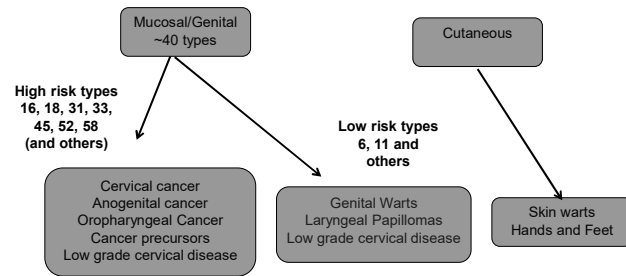 Mucosal/Genital
~40 types
Cutaneous
High risk types
16, 18, 31, 33,
45, 52, 58
(and others)
Low risk types
6, 11 and
others
Cervical cancer
Anogenital cancer
Oropharyngeal Cancer
Cancer precursors
Low grade cervical disease
Genital Warts
Laryngeal Papillomas
Low grade cervical disease
Skin warts
Hands and Feet